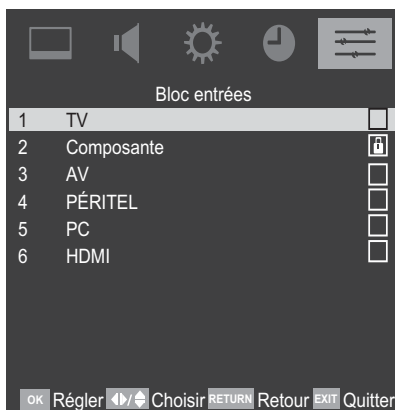 Bloc entrées
1 TV
2 Composante
3 AV
4 PÉRITEL
5 PC
6 HDMI
OK Régler / Choisir RETURN Retour EXIT Quitter